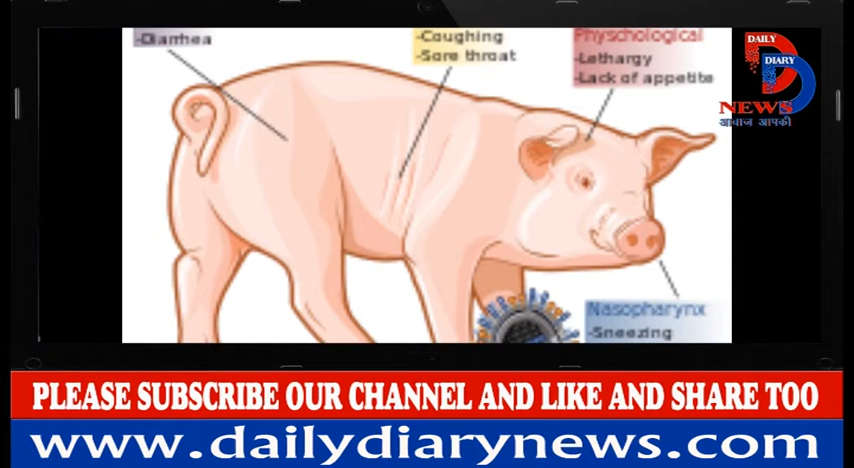 -Diarrhea
-Coughing
-Sore throat
Physchological
-Lethargy
-Lack of appetite
DAILY
DIARY
NEWS
आवाज आपकी
Nasopharynx
-Sneezing
PLEASE SUBSCRIBE OUR CHANNEL AND LIKE AND SHARE TOO
www.dailydiarynews.com